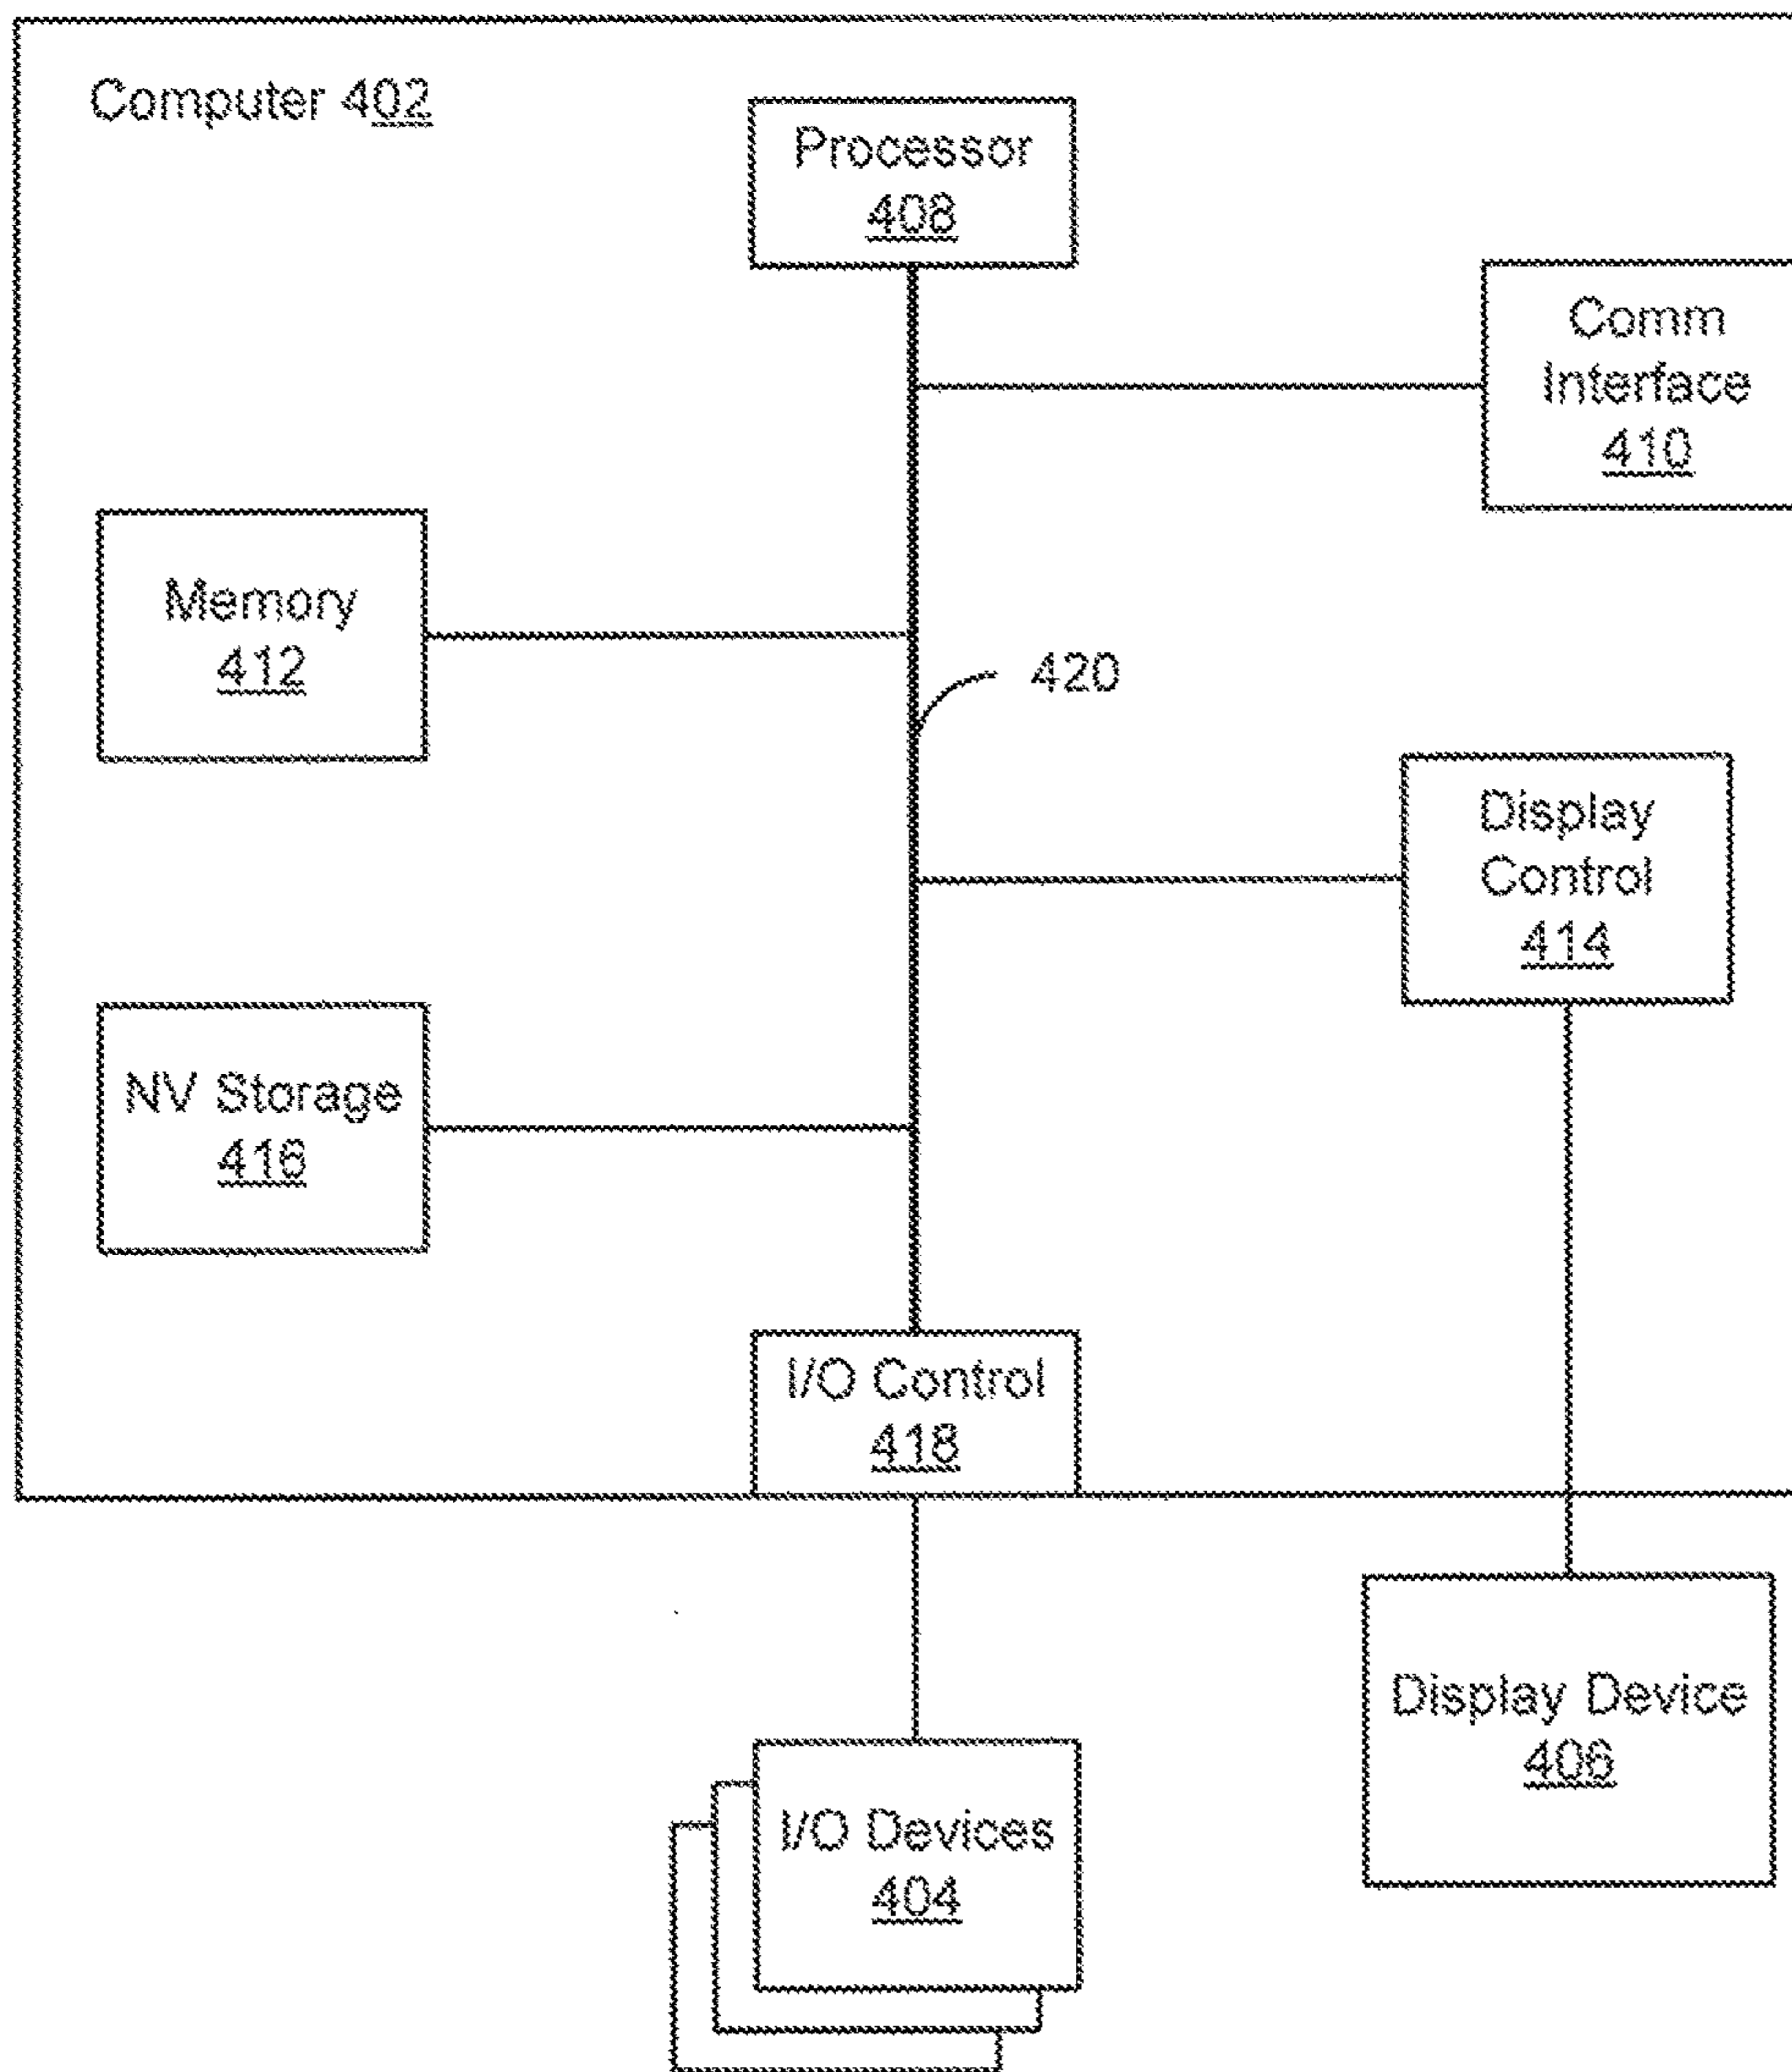 Computer 402
Processor
408
Comm
Interface
410
Memory
412
420
Display
Control
414
NV Storage
416
I/O Control
418
Display Device
406
I/O Devices
404